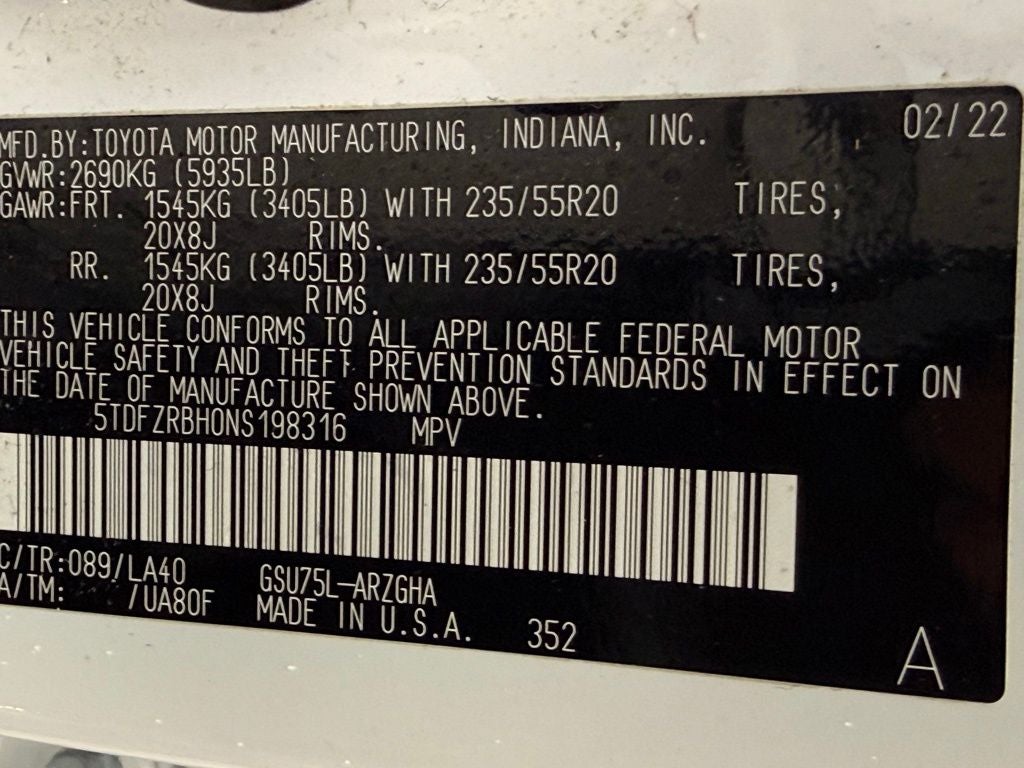 MFD.BY:TOYOTA MOTOR MANUFACTURING, INDIANA, INC. 02/22
GVWR:2690KG (5935LB)
GAWR:FRT. 1545KG (3405LB) WITH 235/55R20 TIRES,
20X8J RIMS.
RR. 1545KG (3405LB) WITH 235/55R20 TIRES,
20X8J RIMS.
THIS VEHICLE CONFORMS TO ALL APPLICABLE FEDERAL MOTOR
VEHICLE SAFETY AND THEFT PREVENTION STANDARDS IN EFFECT ON
THE DATE OF MANUFACTURE SHOWN ABOVE.
5TDFZRBH0NS198316 MPV
C/TR:089/LA40 GSU75L-ARZGHA
A/TM: /UA80F MADE IN U.S.A. 352
A